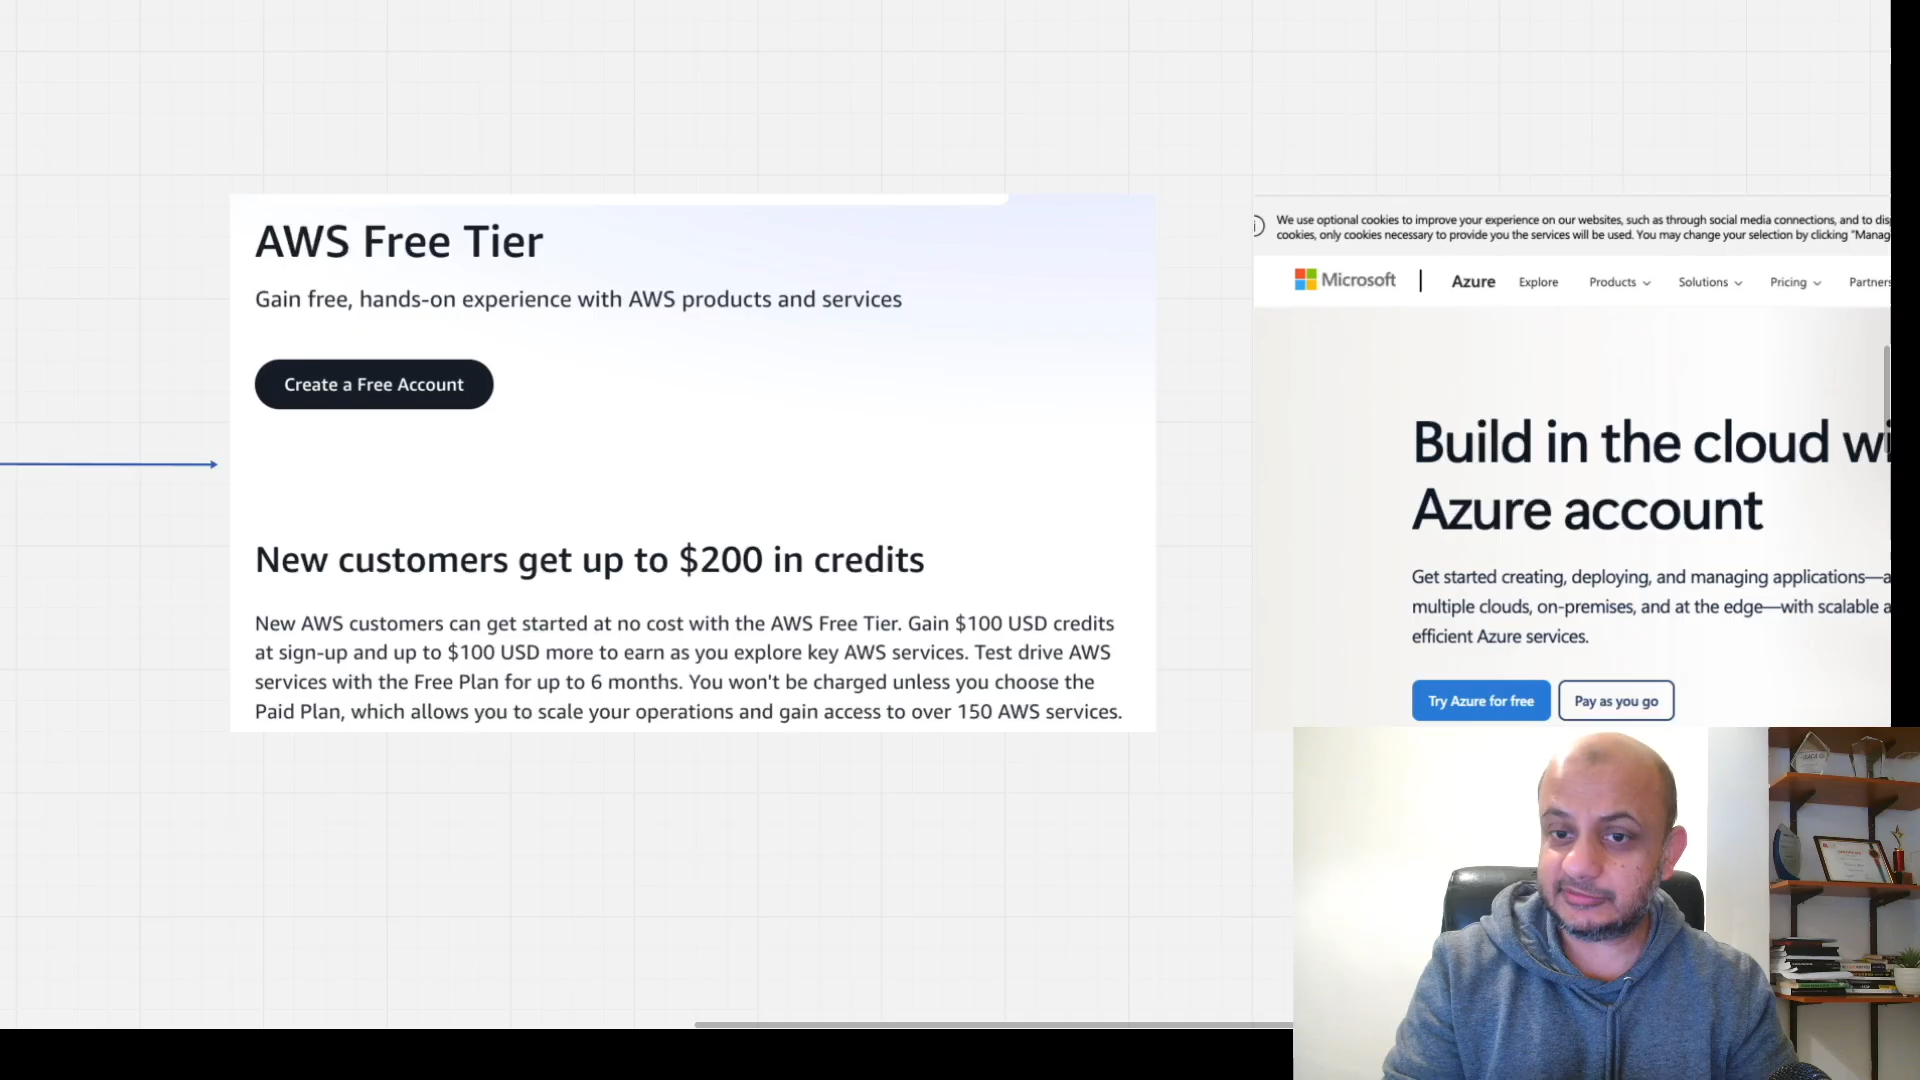 AWS Free Tier
Gain free, hands-on experience with AWS products and services
Create a Free Account
New customers get up to $200 in credits
New AWS customers can get started at no cost with the AWS Free Tier. Gain $100 USD credits
at sign-up and up to $100 USD more to earn as you explore key AWS services. Test drive AWS
services with the Free Plan for up to 6 months. You won't be charged unless you choose the
Paid Plan, which allows you to scale your operations and gain access to over 150 AWS services.
We use optional cookies to improve your experience on our websites, such as through social media connections, and to dis
cookies, only cookies necessary to provide you the services will be used. You may change your selection by clicking "Manag
Microsoft | Azure Explore Products Solutions Pricing Partners
Build in the cloud wi
Azure account
Get started creating, deploying, and managing applications—a
multiple clouds, on-premises, and at the edge—with scalable a
efficient Azure services.
Try Azure for free Pay as you go